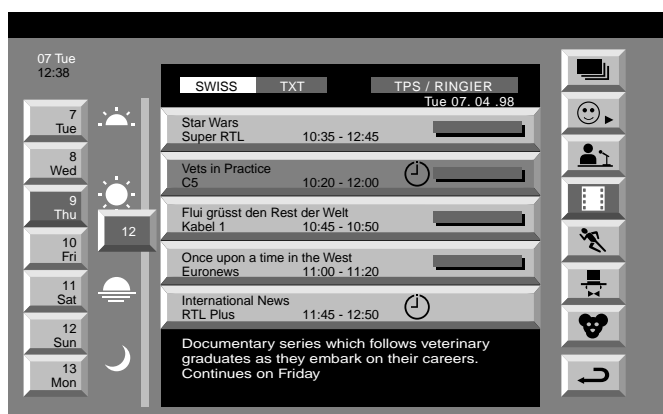 07 Tue
12:38
SWISS TXT TPS / RINGIER
Tue 07. 04 .98
7
Tue
8
Wed
9
Thu
10
Fri
11
Sat
12
Sun
13
Mon
12
Star Wars
Super RTL 10:35 - 12:45
Vets in Practice
C5 10:20 - 12:00
Flui grüsst den Rest der Welt
Kabel 1 10:45 - 10:50
Once upon a time in the West
Euronews 11:00 - 11:20
International News
RTL Plus 11:45 - 12:50
Documentary series which follows veterinary
graduates as they embark on their careers.
Continues on Friday